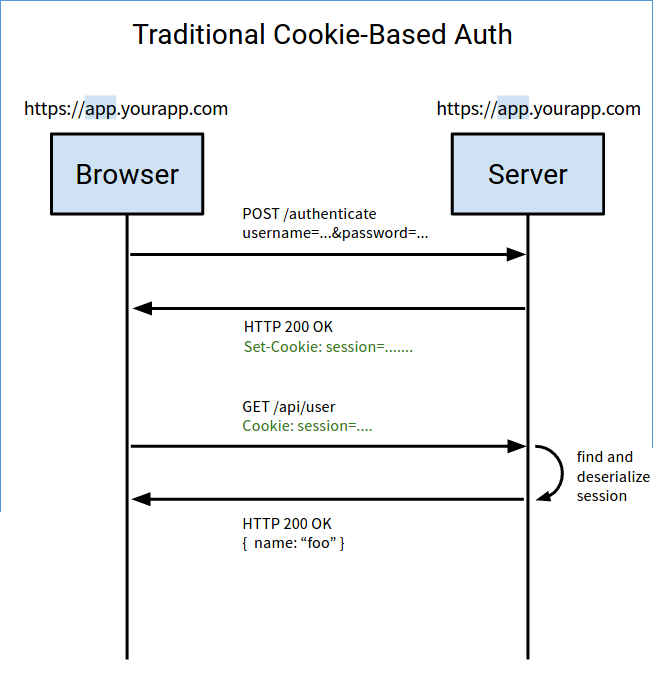 Traditional Cookie-Based Auth
https://app.yourapp.com
https://app.yourapp.com
Browser
Server
POST /authenticate
username=...&password=...
HTTP 200 OK
Set-Cookie: session=.......
GET /api/user
Cookie: session=....
find and
deserialize
session
HTTP 200 OK
{  name: “foo” }